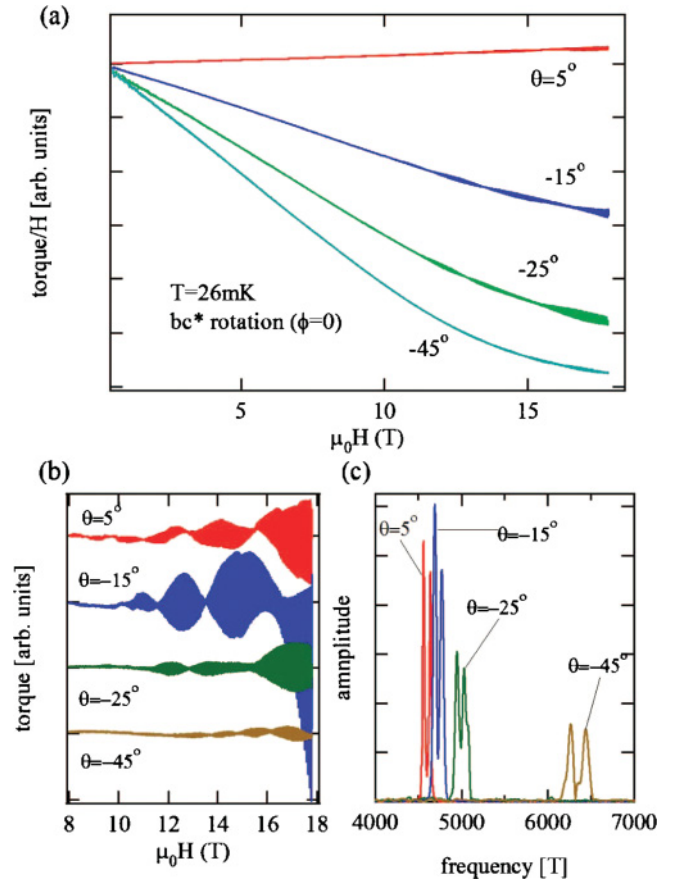 (a)
torque/H [arb. units]
θ=5°
-15°
-25°
-45°
T=26mK
bc* rotation (ϕ=0)
5
10
15
μ₀H (T)
(b)
torque [arb. units]
θ=5°
θ=−15°
θ=−25°
θ=−45°
8
10
12
14
16
18
μ₀H (T)
(c)
amnplitude
θ=5°
θ=−15°
θ=−25°
θ=−45°
4000
5000
6000
7000
frequency [T]